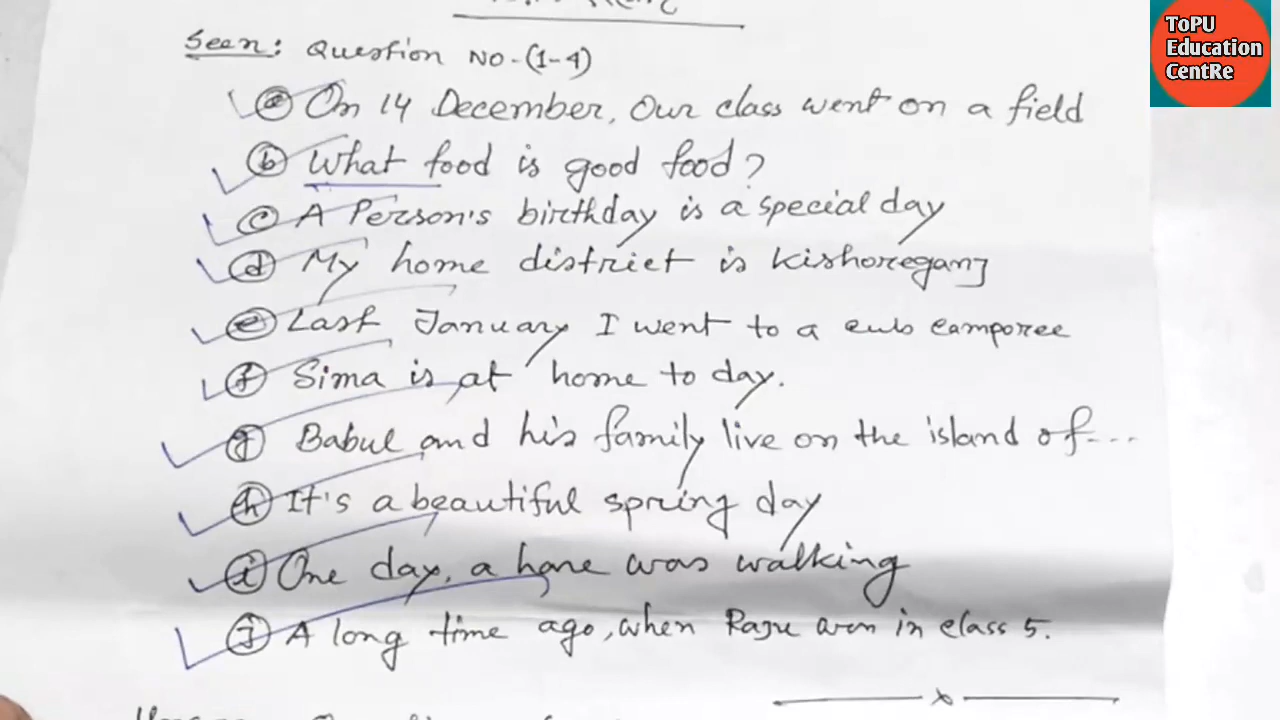 Seen: Question No-(1-4)
ToPU
Education
CentRe
(a) On 14 December, Our class went on a field
(b) What food is good food?
(c) A Person's birthday is a special day
(d) My home district is Kishoreganj
(e) Last January I went to a cub camporee
(f) Sima is at home to day.
(g) Babul and his family live on the island of----
(h) It's a beautiful spring day
(i) One day, a hare was walking
(j) A long time ago, when Raju was in class 5.
x